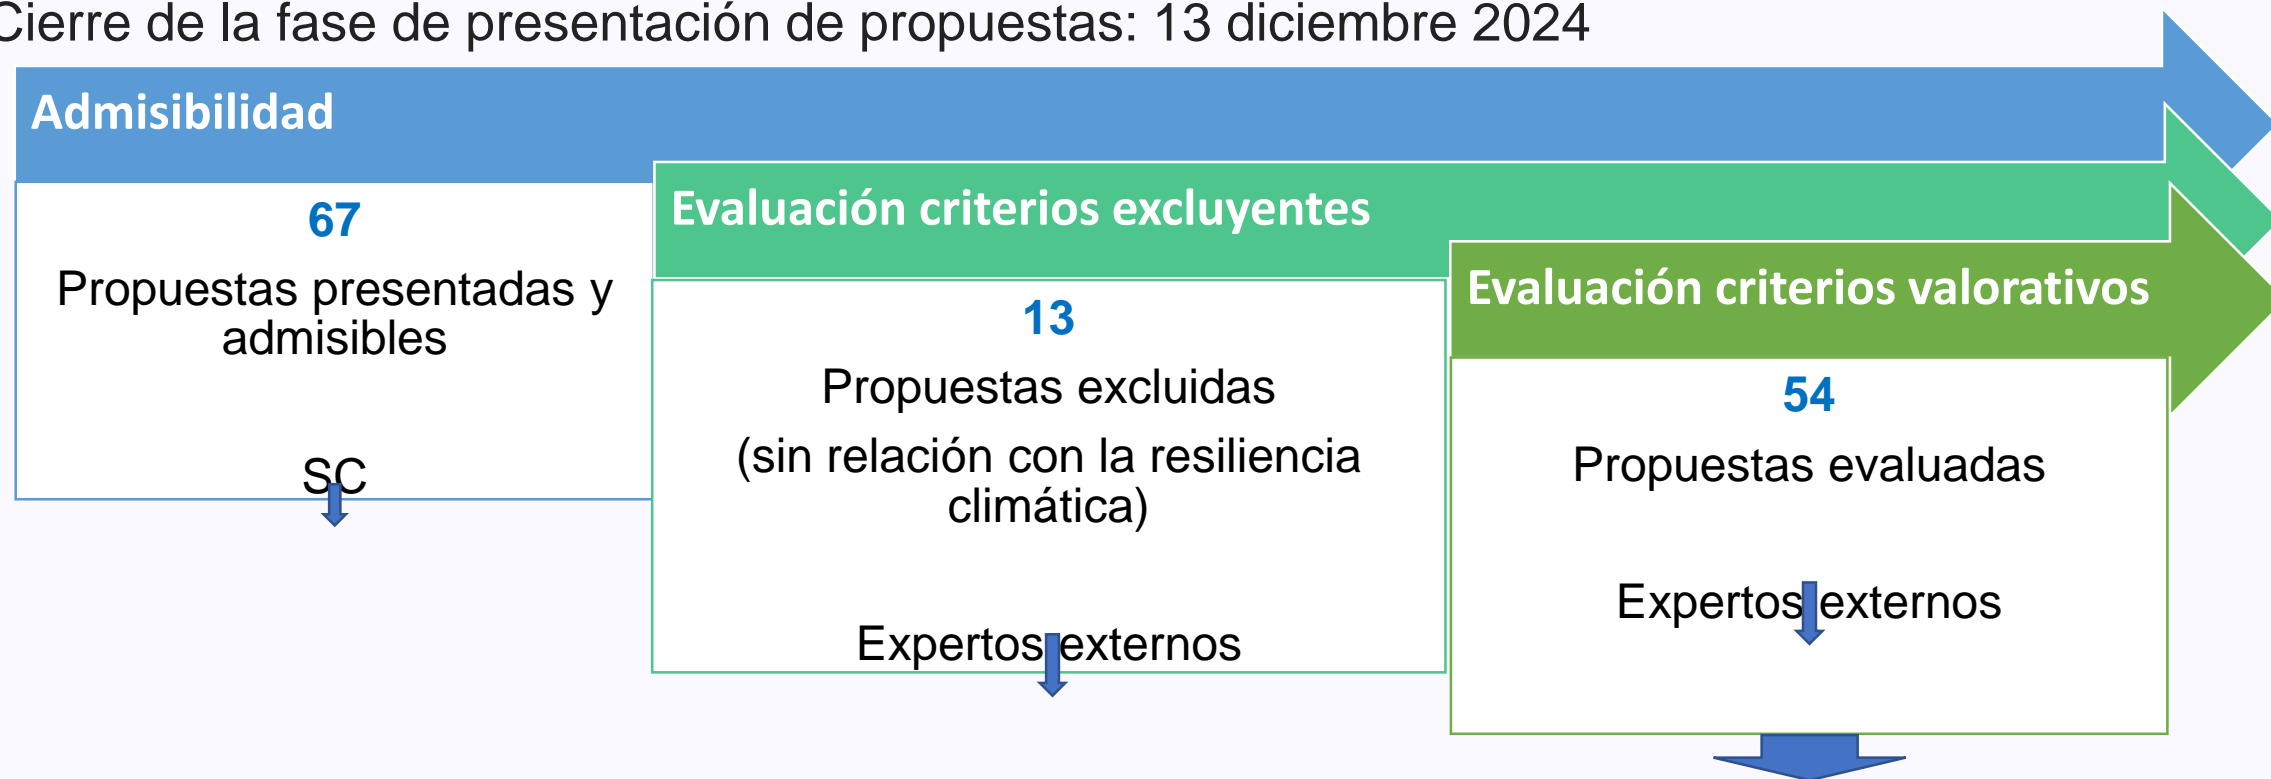 Cierre de la fase de presentación de propuestas: 13 diciembre 2024
Admisibilidad
67
Propuestas presentadas y
admisibles
SC
Evaluación criterios excluyentes
13
Propuestas excluidas
(sin relación con la resiliencia
climática)
Expertos externos
Evaluación criterios valorativos
54
Propuestas evaluadas
Expertos externos